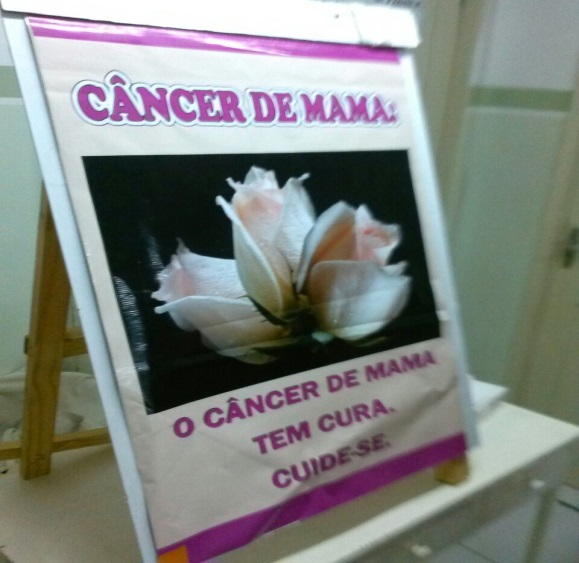 CÂNCER DE MAMA:
O CÂNCER DE MAMA
TEM CURA.
CUIDE-SE.